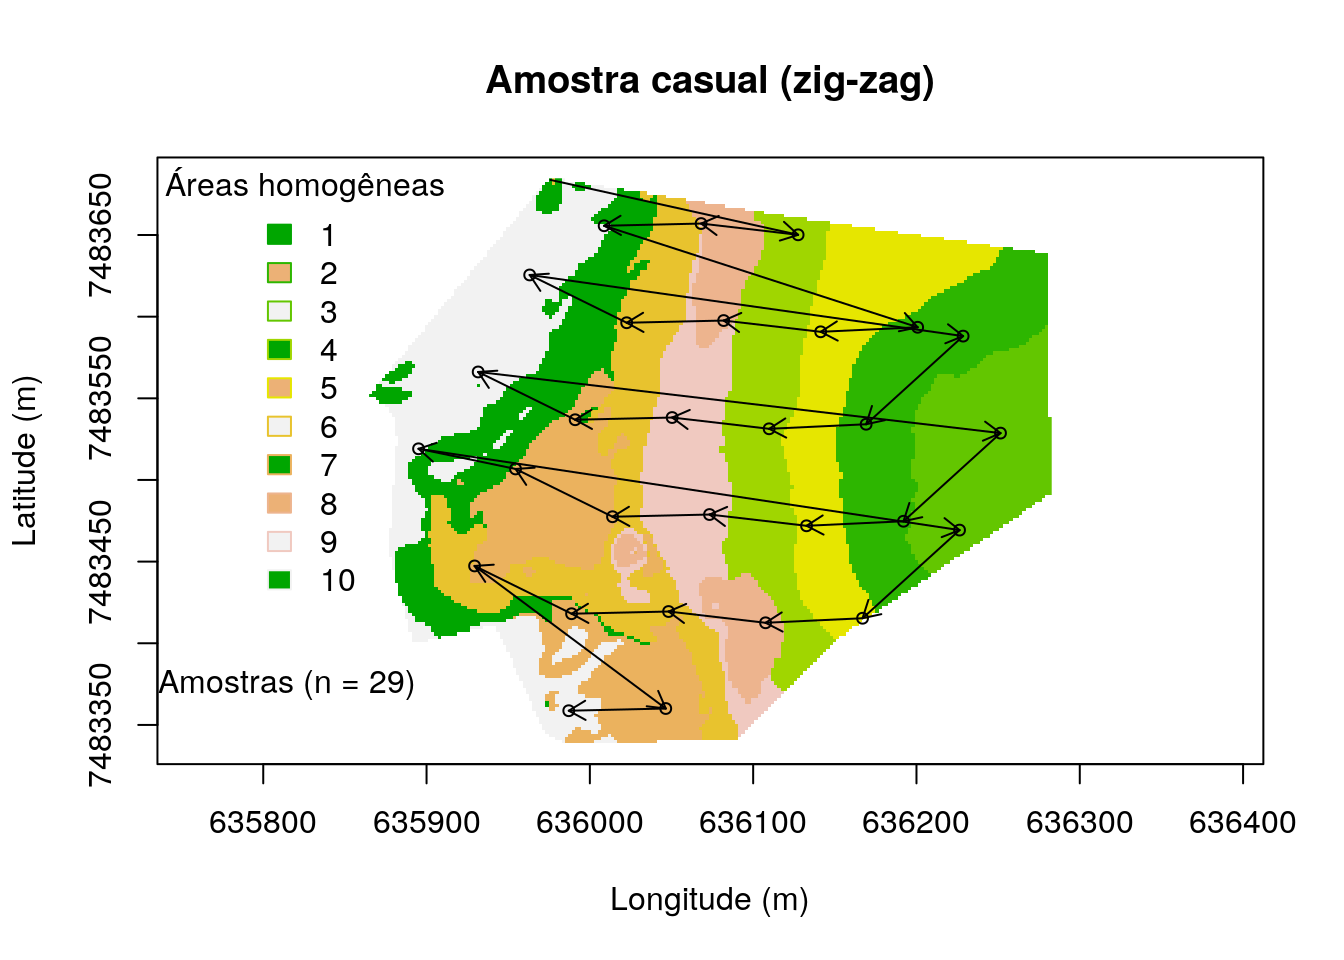 Amostra casual (zig-zag)
Áreas homogêneas
1
2
3
4
5
6
7
8
9
10
Amostras (n = 29)
Latitude (m)
7483650
7483550
7483450
7483350
635800 635900 636000 636100 636200 636300 636400
Longitude (m)